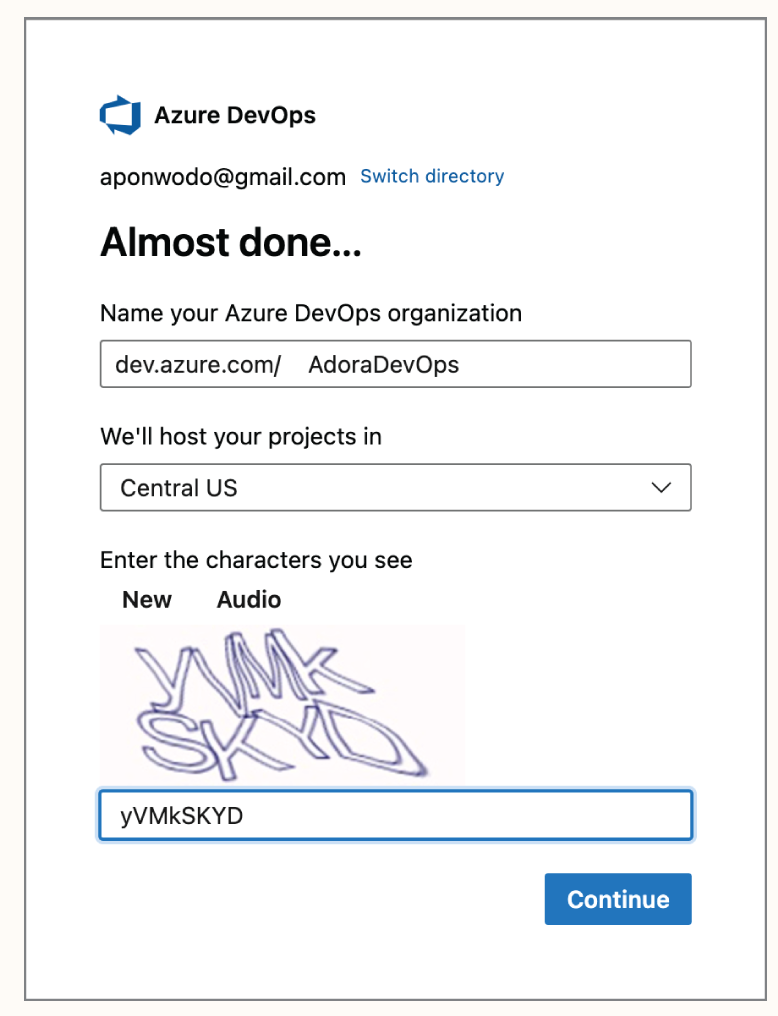 Azure DevOps
aponwodo@gmail.com Switch directory
Almost done...
Name your Azure DevOps organization
dev.azure.com/ AdoraDevOps
We'll host your projects in
Central US
Enter the characters you see
New Audio
yVMk
SKYD
yVMkSKYD
Continue